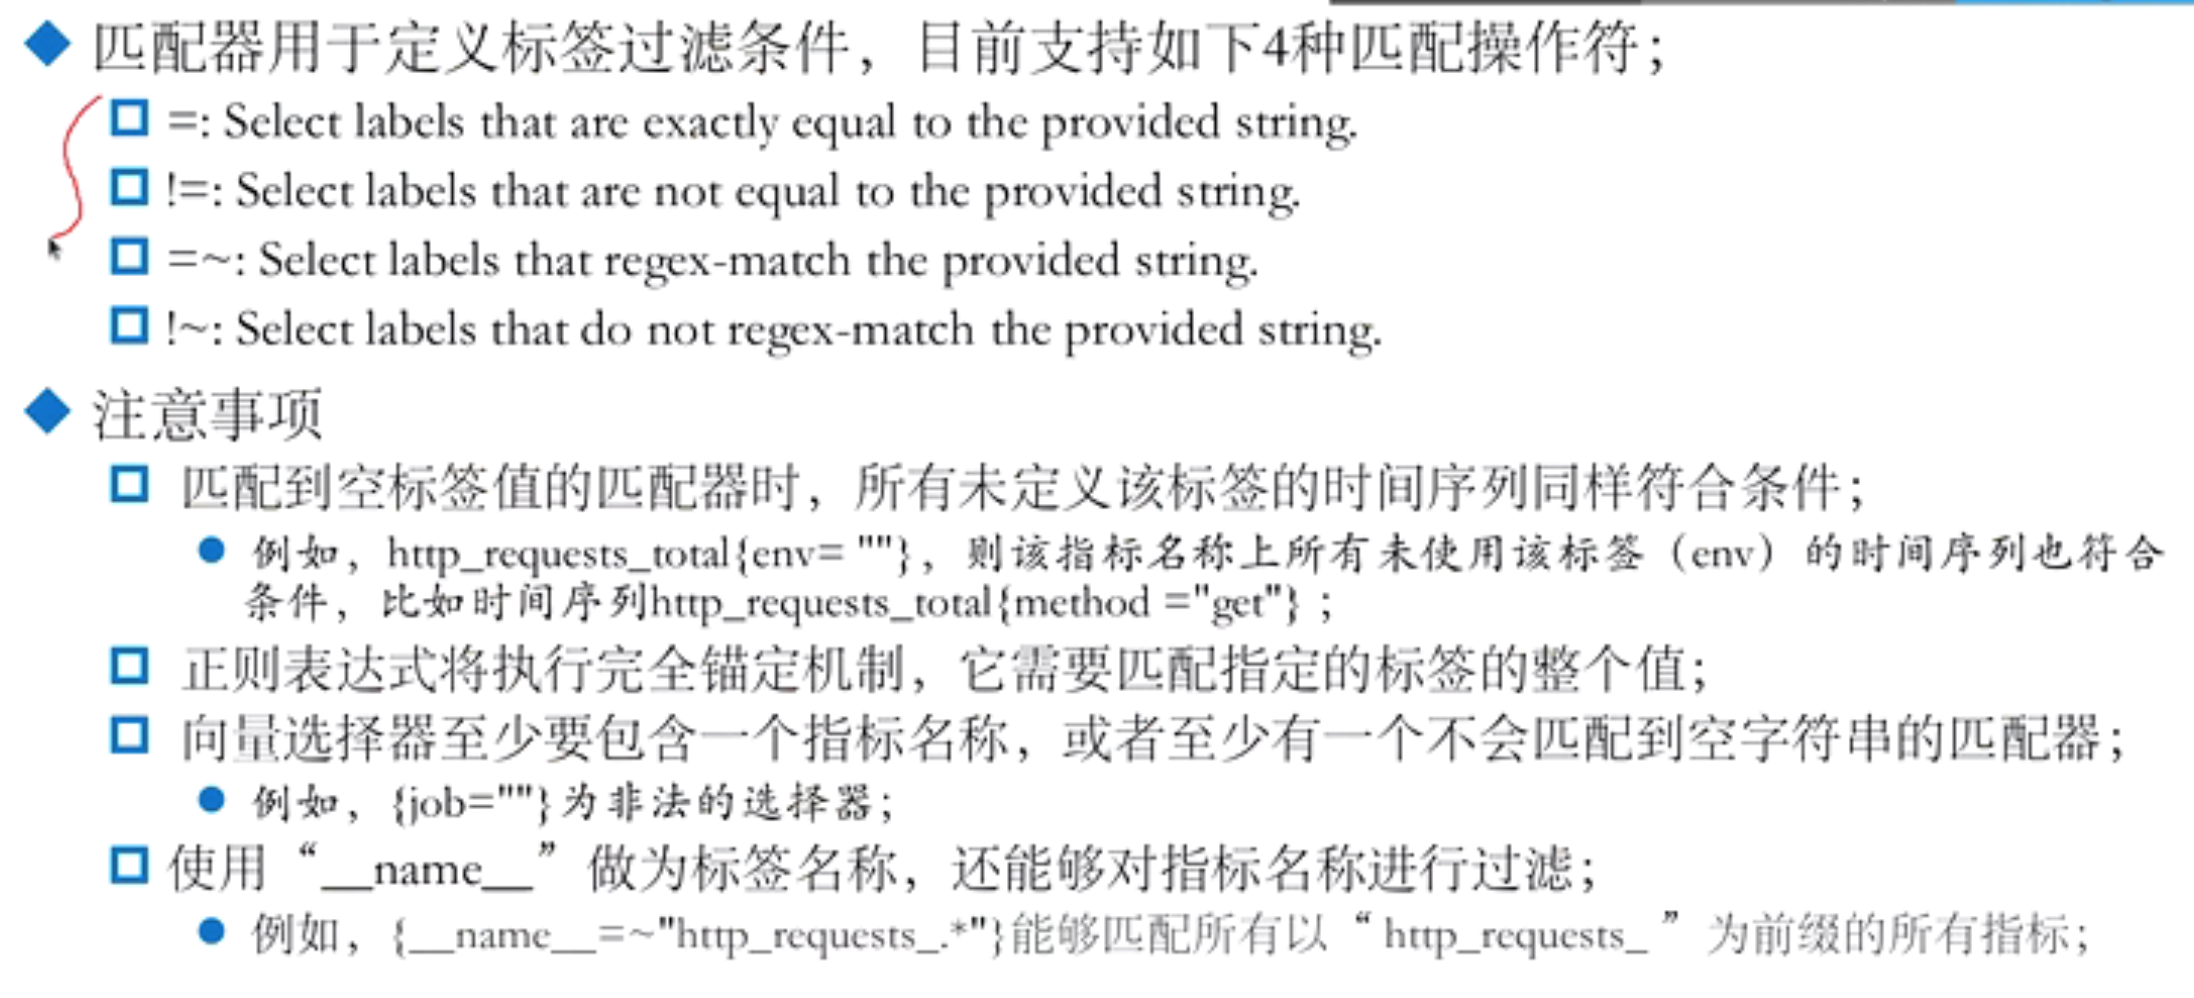 匹配器用于定义标签过滤条件，目前支持如下4种匹配操作符；
=: Select labels that are exactly equal to the provided string.
!=: Select labels that are not equal to the provided string.
=~: Select labels that regex-match the provided string.
!~: Select labels that do not regex-match the provided string.
注意事项
匹配到空标签值的匹配器时，所有未定义该标签的时间序列同样符合条件；
例如，http_requests_total{env= ""}，则该指标名称上所有未使用该标签（env）的时间序列也符合
条件，比如时间序列http_requests_total{method ="get"}；
正则表达式将执行完全锚定机制，它需要匹配指定的标签的整个值；
向量选择器至少要包含一个指标名称，或者至少有一个不会匹配到空字符串的匹配器；
例如，{job=""}为非法的选择器；
使用“__name__”做为标签名称，还能够对指标名称进行过滤；
例如，{__name__=~"http_requests_.*"}能够匹配所有以“http_requests_”为前缀的所有指标；